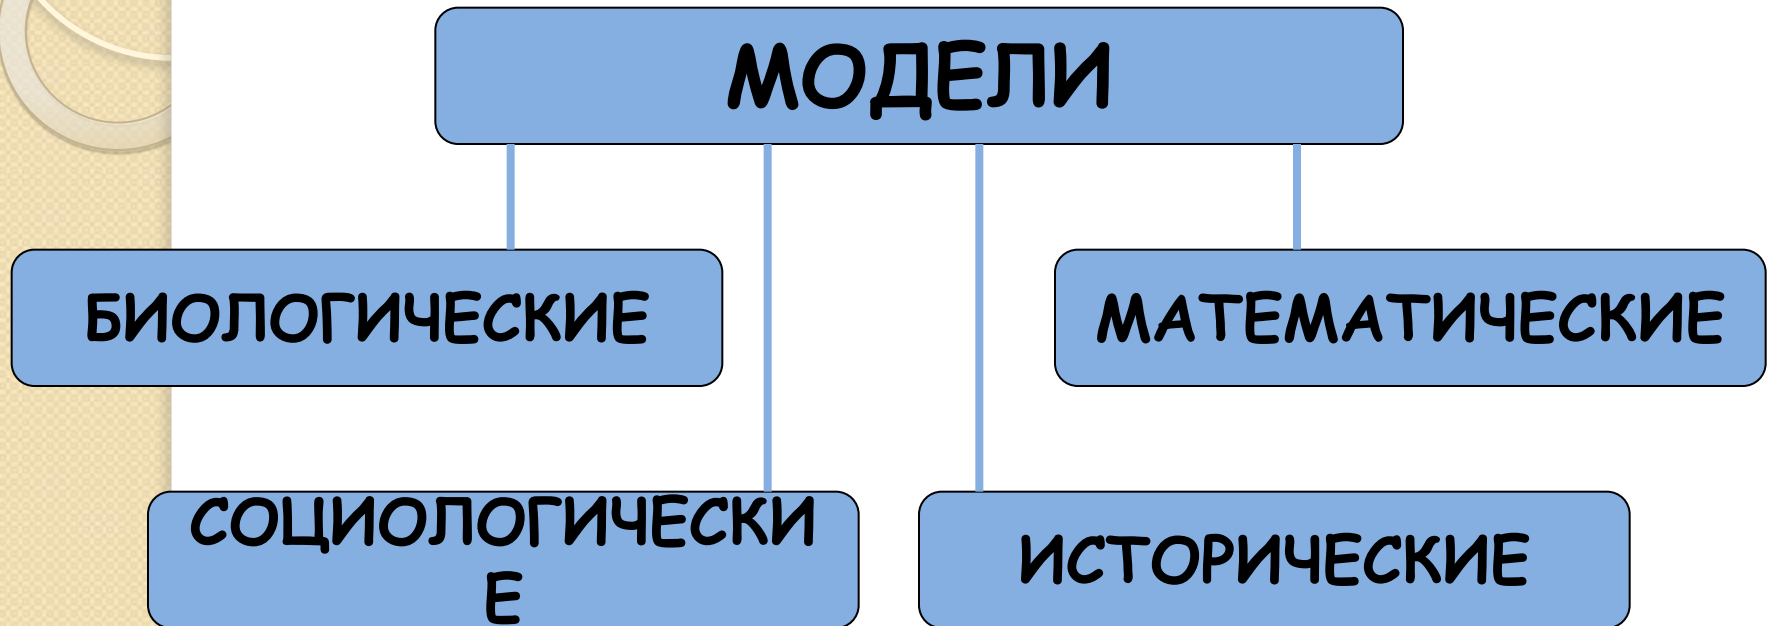 МОДЕЛИ
БИОЛОГИЧЕСКИЕ
МАТЕМАТИЧЕСКИЕ
СОЦИОЛОГИЧЕСКИ
Е
ИСТОРИЧЕСКИЕ